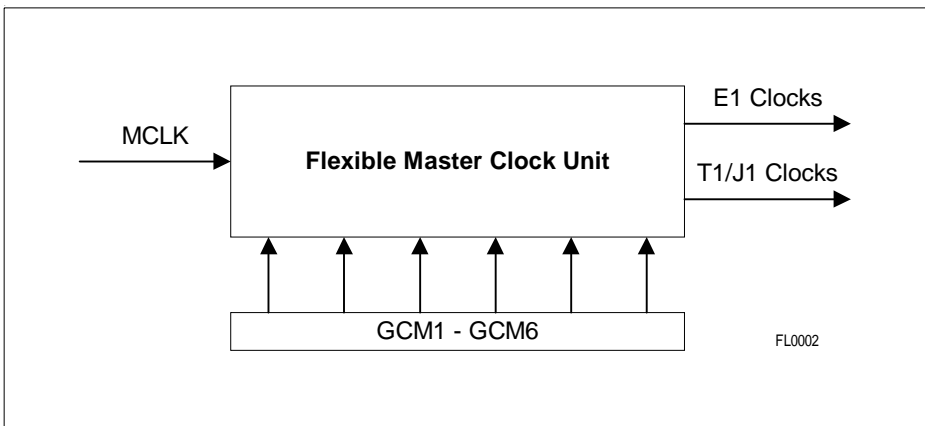 E1 Clocks
MCLK
Flexible Master Clock Unit
T1/J1 Clocks
GCM1 - GCM6
FL0002